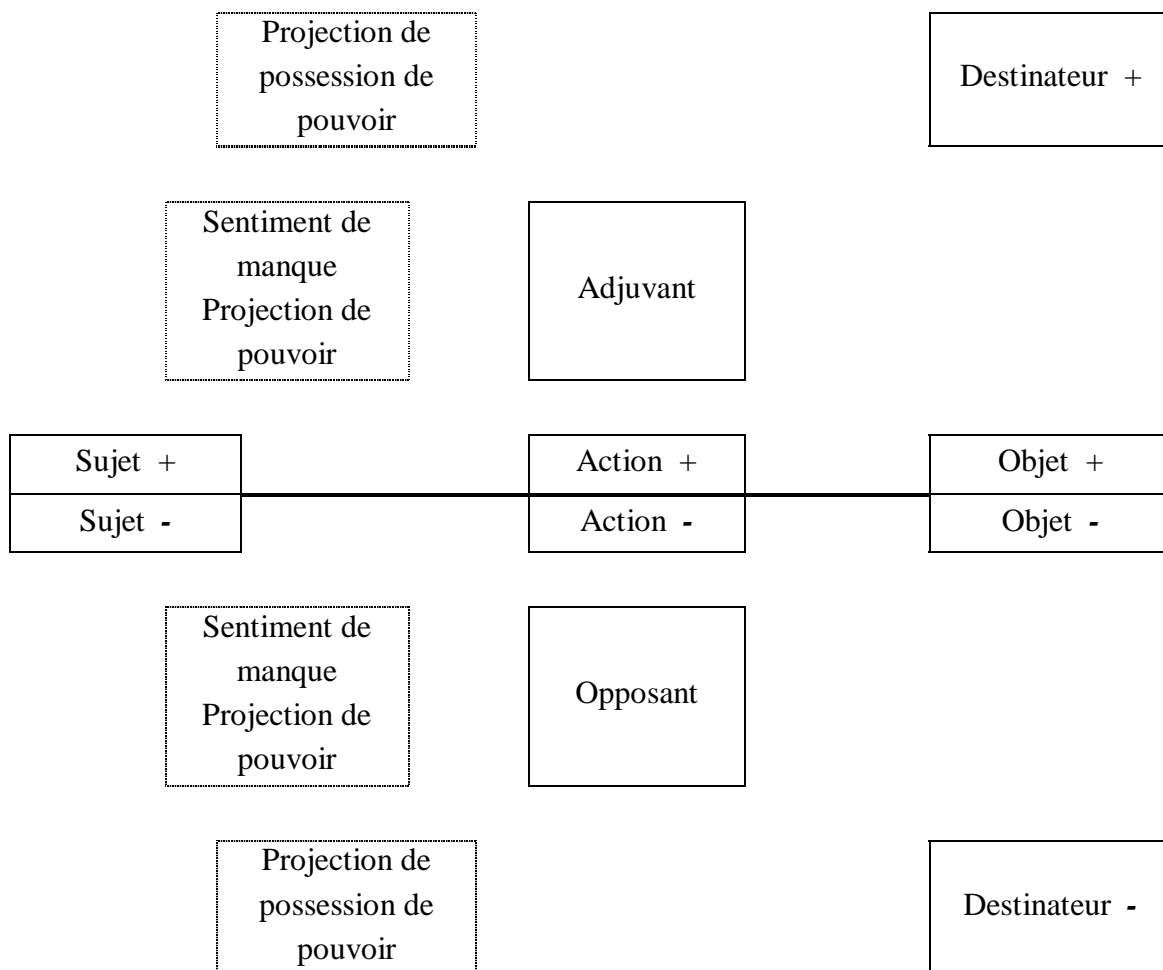 Projection de
possession de
pouvoir
Destinateur +
Sentiment de
manque
Projection de
pouvoir
Adjuvant
Sujet +
Action +
Objet +
Sujet -
Action -
Objet -
Sentiment de
manque
Projection de
pouvoir
Opposant
Projection de
possession de
pouvoir
Destinateur -